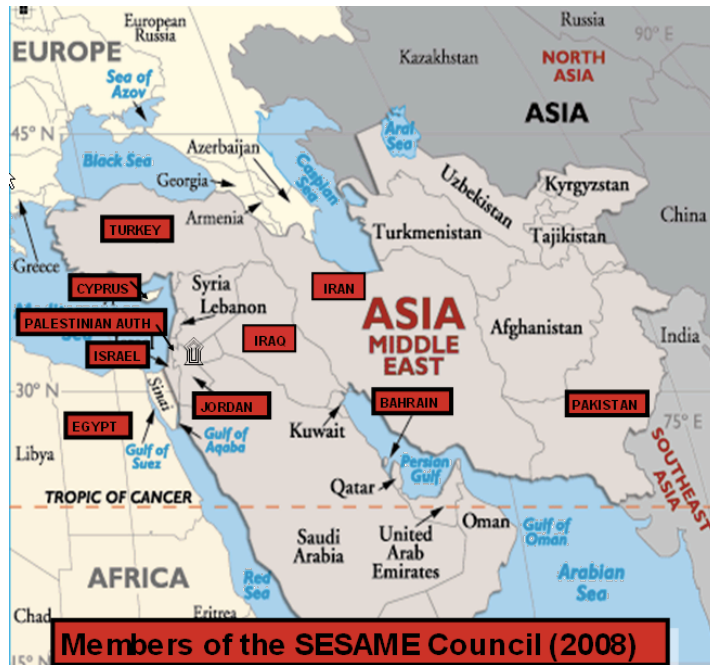 European
Russia
Russia
90° E
EUROPE
Kazakhstan
NORTH
ASIA
Sea of
Azov
ASIA
45° N
Aral
Sea
Azerbaijan
Black Sea
Caspian
Sea
Georgia
Uzbekistan
Kyrgyzstan
Armenia
China
TURKEY
Turkmenistan
Tajikistan
Greece
CYPRUS
Syria
IRAN
Lebanon
ASIA
MIDDLE
EAST
PALESTINIAN AUTH
Afghanistan
India
Sea
IRAQ
ISRAEL
30° N
Sinai
JORDAN
BAHRAIN
PAKISTAN
75° E
EGYPT
Kuwait
Gulf of
Aqaba
Libya
Gulf of
Suez
Persian
Gulf
SOUTHEAST
ASIA
Qatar
TROPIC OF CANCER
Oman
Gulf of
Oman
Saudi
Arabia
United
Arab
Emirates
AFRICA
Red
Sea
Arabian
Sea
Chad
Eritrea
Members of the SESAME Council (2008)
15° N